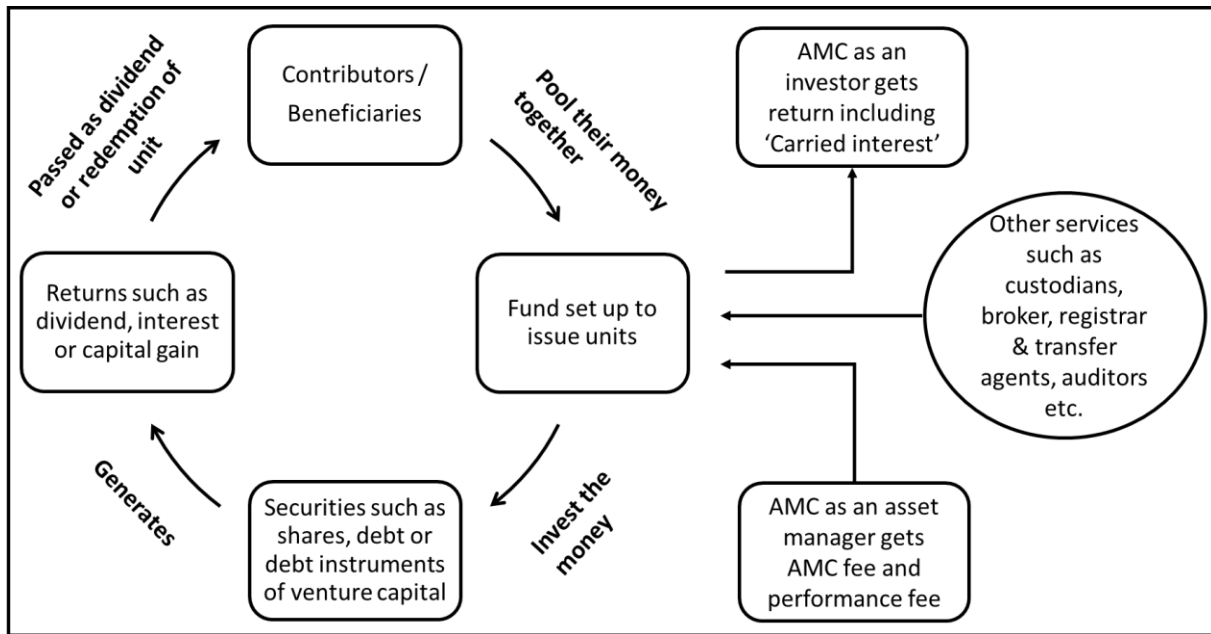 Contributors /
Beneficiaries
Pool their money
together
Fund set up to
issue units
Invest the
money
Securities such as
shares, debt or
debt instruments
of venture capital
Generates
Returns such as
dividend, interest
or capital gain
Passed as dividend
or redemption of
unit
AMC as an
investor gets
return including
‘Carried interest’
Other services
such as
custodians,
broker, registrar
& transfer
agents, auditors
etc.
AMC as an asset
manager gets
AMC fee and
performance fee